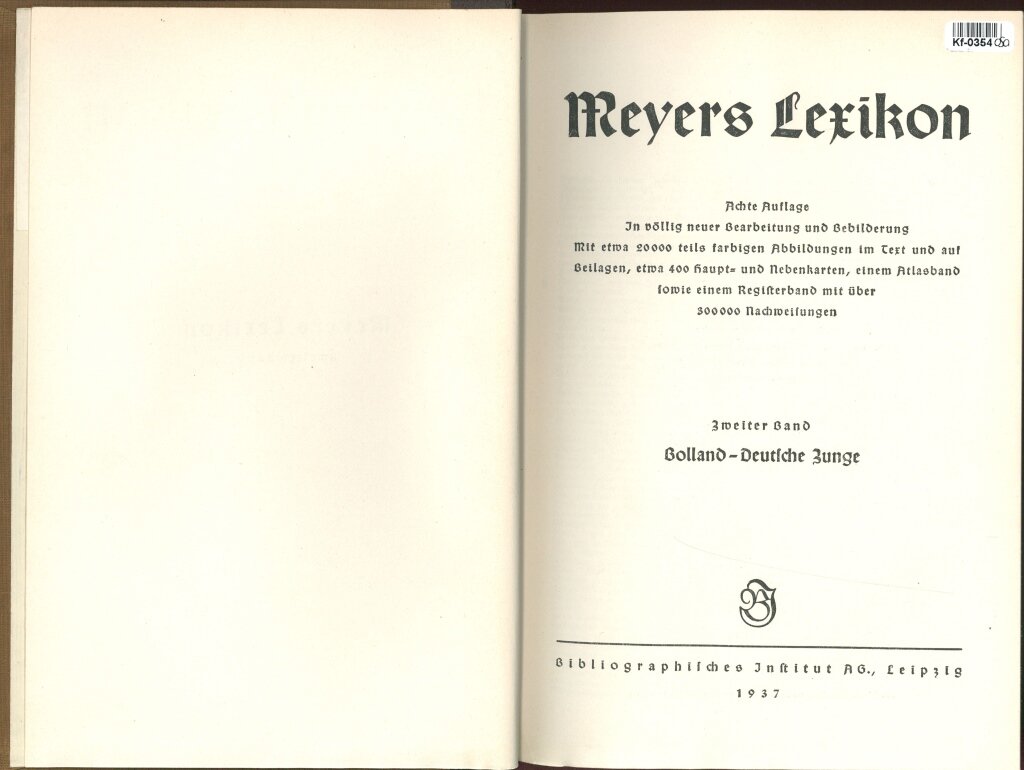 Kf-0354
Meyers Lexikon
Achte Auflage
In völlig neuer Bearbeitung und Bebilderung
Mit etwa 20000 teils farbigen Abbildungen im Text und auf
Beilagen, etwa 400 Haupt- und Nebenkarten, einem Atlasband
sowie einem Registerband mit über
300000 Nachweisungen
Zweiter Band
Bolland – Deutsche Zunge
BI
Bibliographisches Institut AG., Leipzig
1937